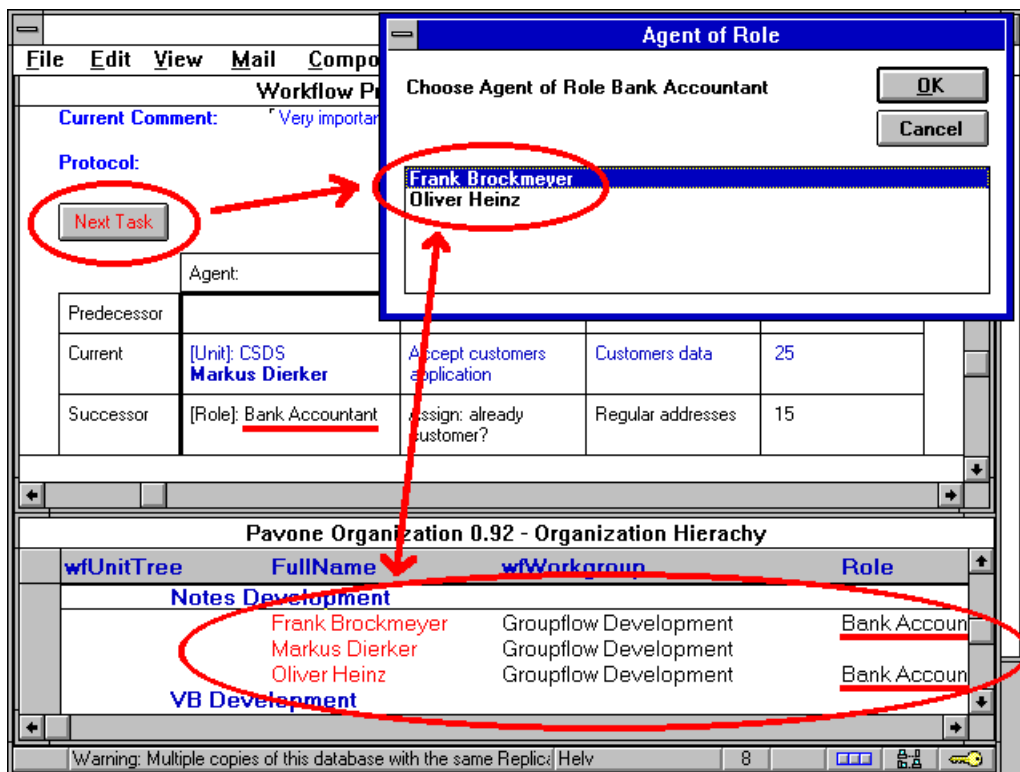 Agent of Role
File Edit View Mail Compo
Workflow Pr
Choose Agent of Role Bank Accountant
OK
Cancel
Current Comment: Very importan
Protocol:
Frank Brockmeyer
Oliver Heinz
Next Task
Agent:
Predecessor
Current [Unit]: CSDS Accept customers Customers data 25
Markus Dierker application
Successor [Role]: Bank Accountant Assign: already Regular addresses 15
customer?
Pavone Organization 0.92 - Organization Hierachy
wfUnitTree FullName wfWorkgroup Role
Notes Development
Frank Brockmeyer Groupflow Development Bank Accoun
Markus Dierker Groupflow Development
Oliver Heinz Groupflow Development Bank Accoun
VB Development
Warning: Multiple copies of this database with the same Replica Helv 8